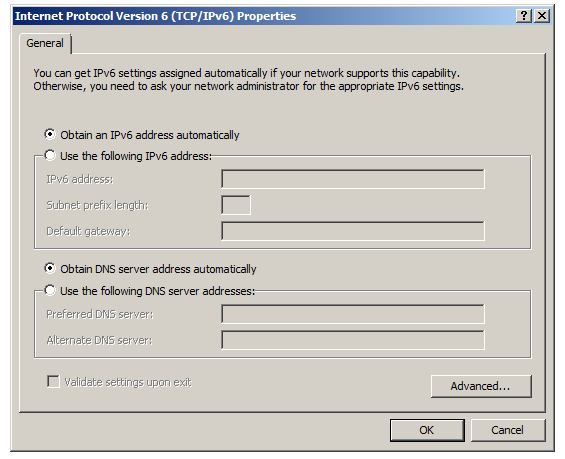 Internet Protocol Version 6 (TCP/IPv6) Properties
General
You can get IPv6 settings assigned automatically if your network supports this capability.
Otherwise, you need to ask your network administrator for the appropriate IPv6 settings.
Obtain an IPv6 address automatically
Use the following IPv6 address:
IPv6 address:
Subnet prefix length:
Default gateway:
Obtain DNS server address automatically
Use the following DNS server addresses:
Preferred DNS server:
Alternate DNS server:
Validate settings upon exit
Advanced...
OK Cancel